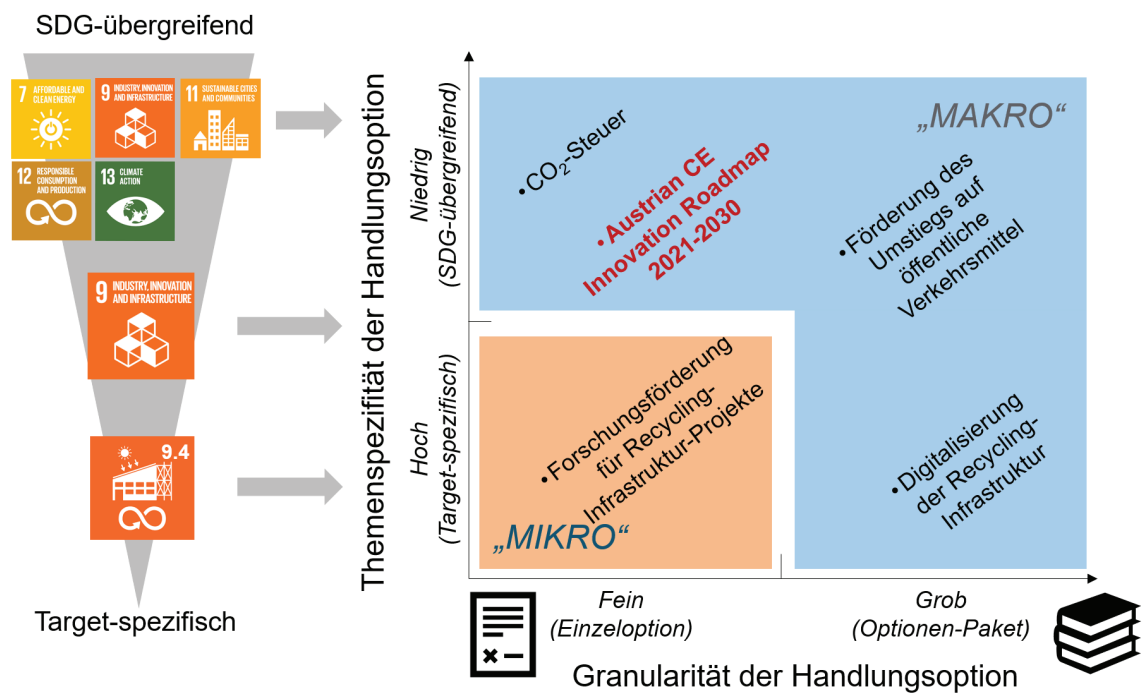 SDG-übergreifend
7 AFFORDABLE AND
CLEAN ENERGY
9 INDUSTRY, INNOVATION
AND INFRASTRUCTURE
11 SUSTAINABLE CITIES
AND COMMUNITIES
12 RESPONSIBLE
CONSUMPTION
AND PRODUCTION
13 CLIMATE
ACTION
9 INDUSTRY, INNOVATION
AND INFRASTRUCTURE
9.4
Target-spezifisch
Themenspezifität der Handlungsoption
Niedrig
(SDG-übergreifend)
Hoch
(Target-spezifisch)
„MAKRO“
•CO₂-Steuer
•Austrian CE
Innovation Roadmap
2021-2030
•Förderung des
Umstiegs auf
öffentliche
Verkehrsmittel
•Forschungsförderung
für Recycling-
Infrastruktur-Projekte
„MIKRO“
•Digitalisierung
der Recycling-
Infrastruktur
Fein
(Einzeloption)
Grob
(Optionen-Paket)
Granularität der Handlungsoption